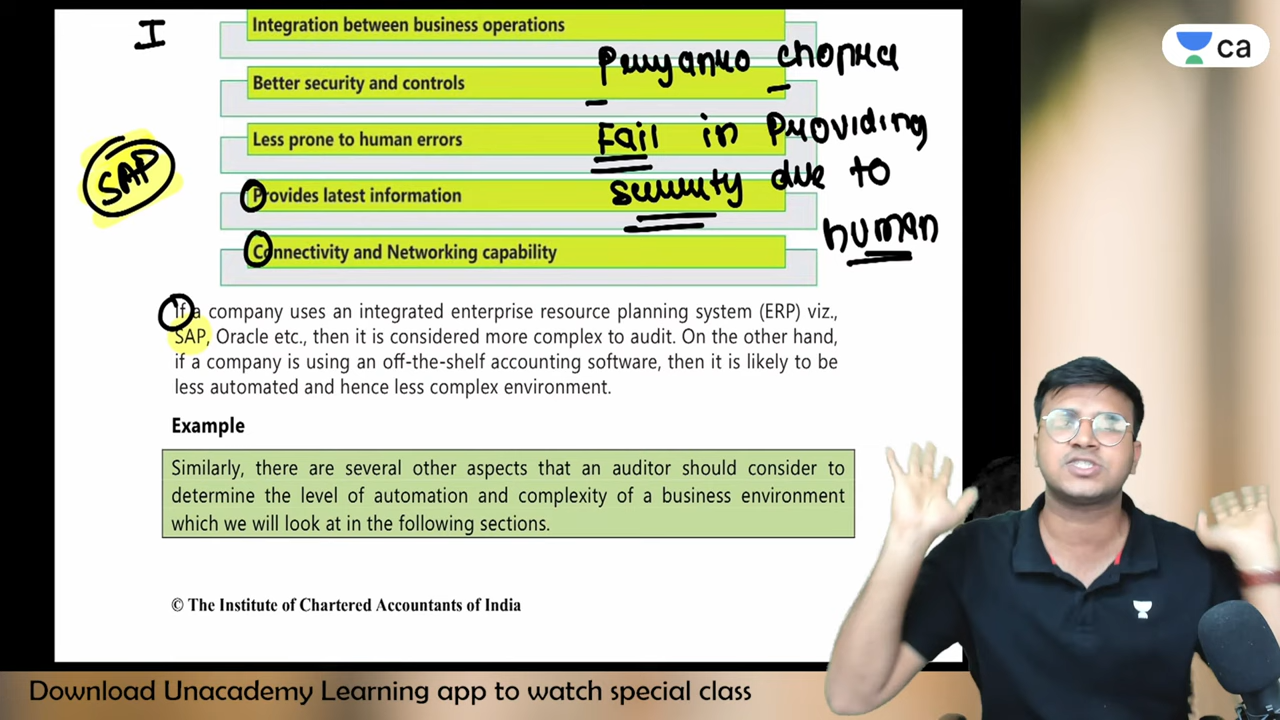 I
Integration between business operations
ca
Priyanka Chopra
Better security and controls
Less prone to human errors
Fail in Providing
SAP
Provides latest information
security due to
human
Connectivity and Networking capability
If a company uses an integrated enterprise resource planning system (ERP) viz.,
SAP, Oracle etc., then it is considered more complex to audit. On the other hand,
if a company is using an off-the-shelf accounting software, then it is likely to be
less automated and hence less complex environment.
Example
Similarly, there are several other aspects that an auditor should consider to
determine the level of automation and complexity of a business environment
which we will look at in the following sections.
© The Institute of Chartered Accountants of India
Download Unacademy Learning app to watch special class